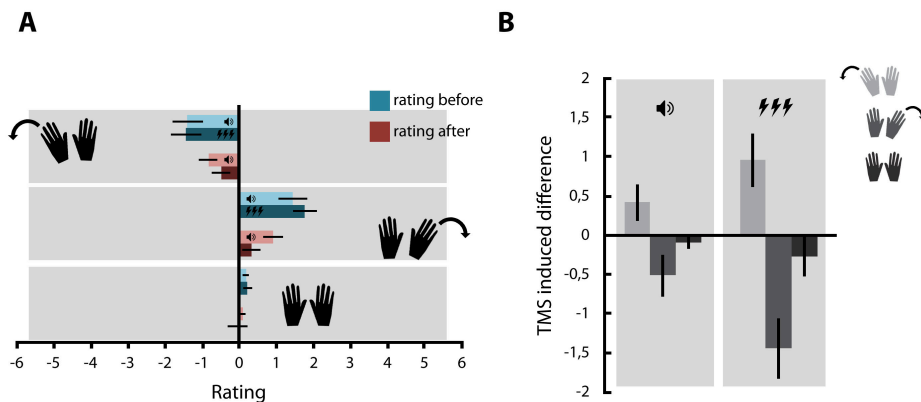 A
rating before
rating after
-6 -5 -4 -3 -2 -1 0 1 2 3 4 5 6
Rating
B
TMS induced difference
2
1,5
1
0,5
0
-0,5
-1
-1,5
-2